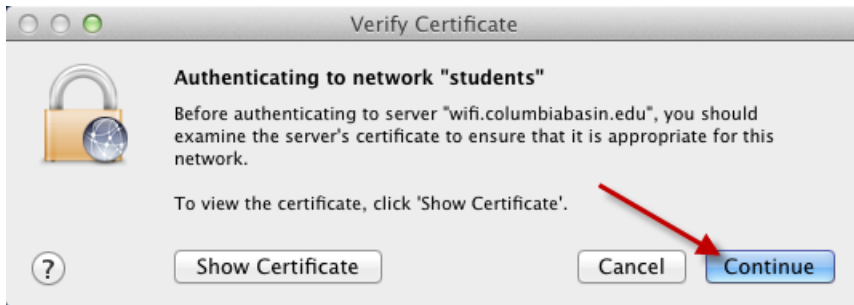 Verify Certificate
Authenticating to network "students"
Before authenticating to server "wifi.columbiabasin.edu", you should
examine the server's certificate to ensure that it is appropriate for this
network.
To view the certificate, click 'Show Certificate'.
?
Show Certificate
Cancel
Continue